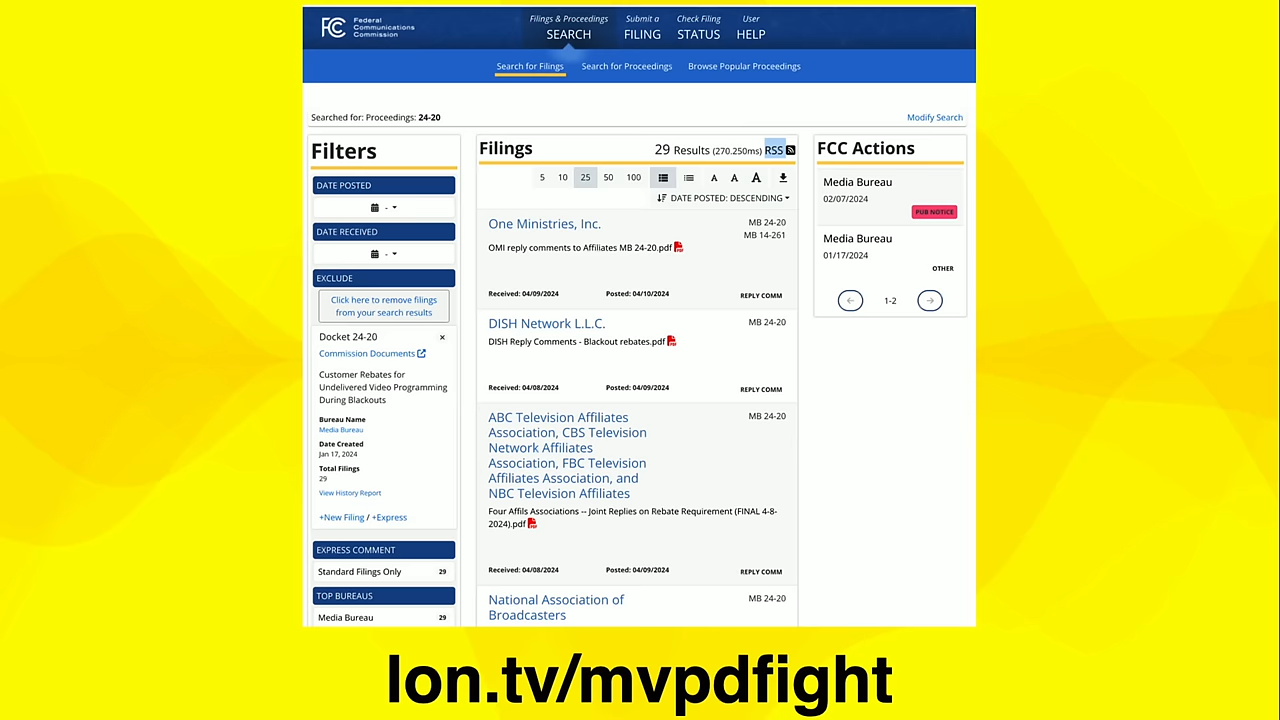 FCC
Federal
Communications
Commission
Filings & Proceedings
SEARCH
Submit a
FILING
Check Filing
STATUS
User
HELP
Search for Filings
Search for Proceedings
Browse Popular Proceedings
Searched for: Proceedings: 24-20
Modify Search
Filters
DATE POSTED
-
DATE RECEIVED
-
EXCLUDE
Click here to remove filings
from your search results
Docket 24-20 ×
Commission Documents
Customer Rebates for
Undelivered Video Programming
During Blackouts
Bureau Name
Media Bureau
Date Created
Jan 17, 2024
Total Filings
29
View History Report
+New Filing / +Express
EXPRESS COMMENT
Standard Filings Only 29
TOP BUREAUS
Media Bureau 29
Filings
29 Results (270.250ms) RSS
5 10 25 50 100 A A A
DATE POSTED: DESCENDING
One Ministries, Inc.
MB 24-20
MB 14-261
OMI reply comments to Affiliates MB 24-20.pdf
Received: 04/09/2024 Posted: 04/10/2024 REPLY COMM
DISH Network L.L.C.
MB 24-20
DISH Reply Comments - Blackout rebates.pdf
Received: 04/08/2024 Posted: 04/09/2024 REPLY COMM
ABC Television Affiliates
Association, CBS Television
Network Affiliates
Association, FBC Television
Affiliates Association, and
NBC Television Affiliates
MB 24-20
Four Affils Associations -- Joint Replies on Rebate Requirement (FINAL 4-8-
2024).pdf
Received: 04/08/2024 Posted: 04/09/2024 REPLY COMM
National Association of
Broadcasters
MB 24-20
FCC Actions
Media Bureau
02/07/2024
PUB NOTICE
Media Bureau
01/17/2024
OTHER
1-2
lon.tv/mvpdfight